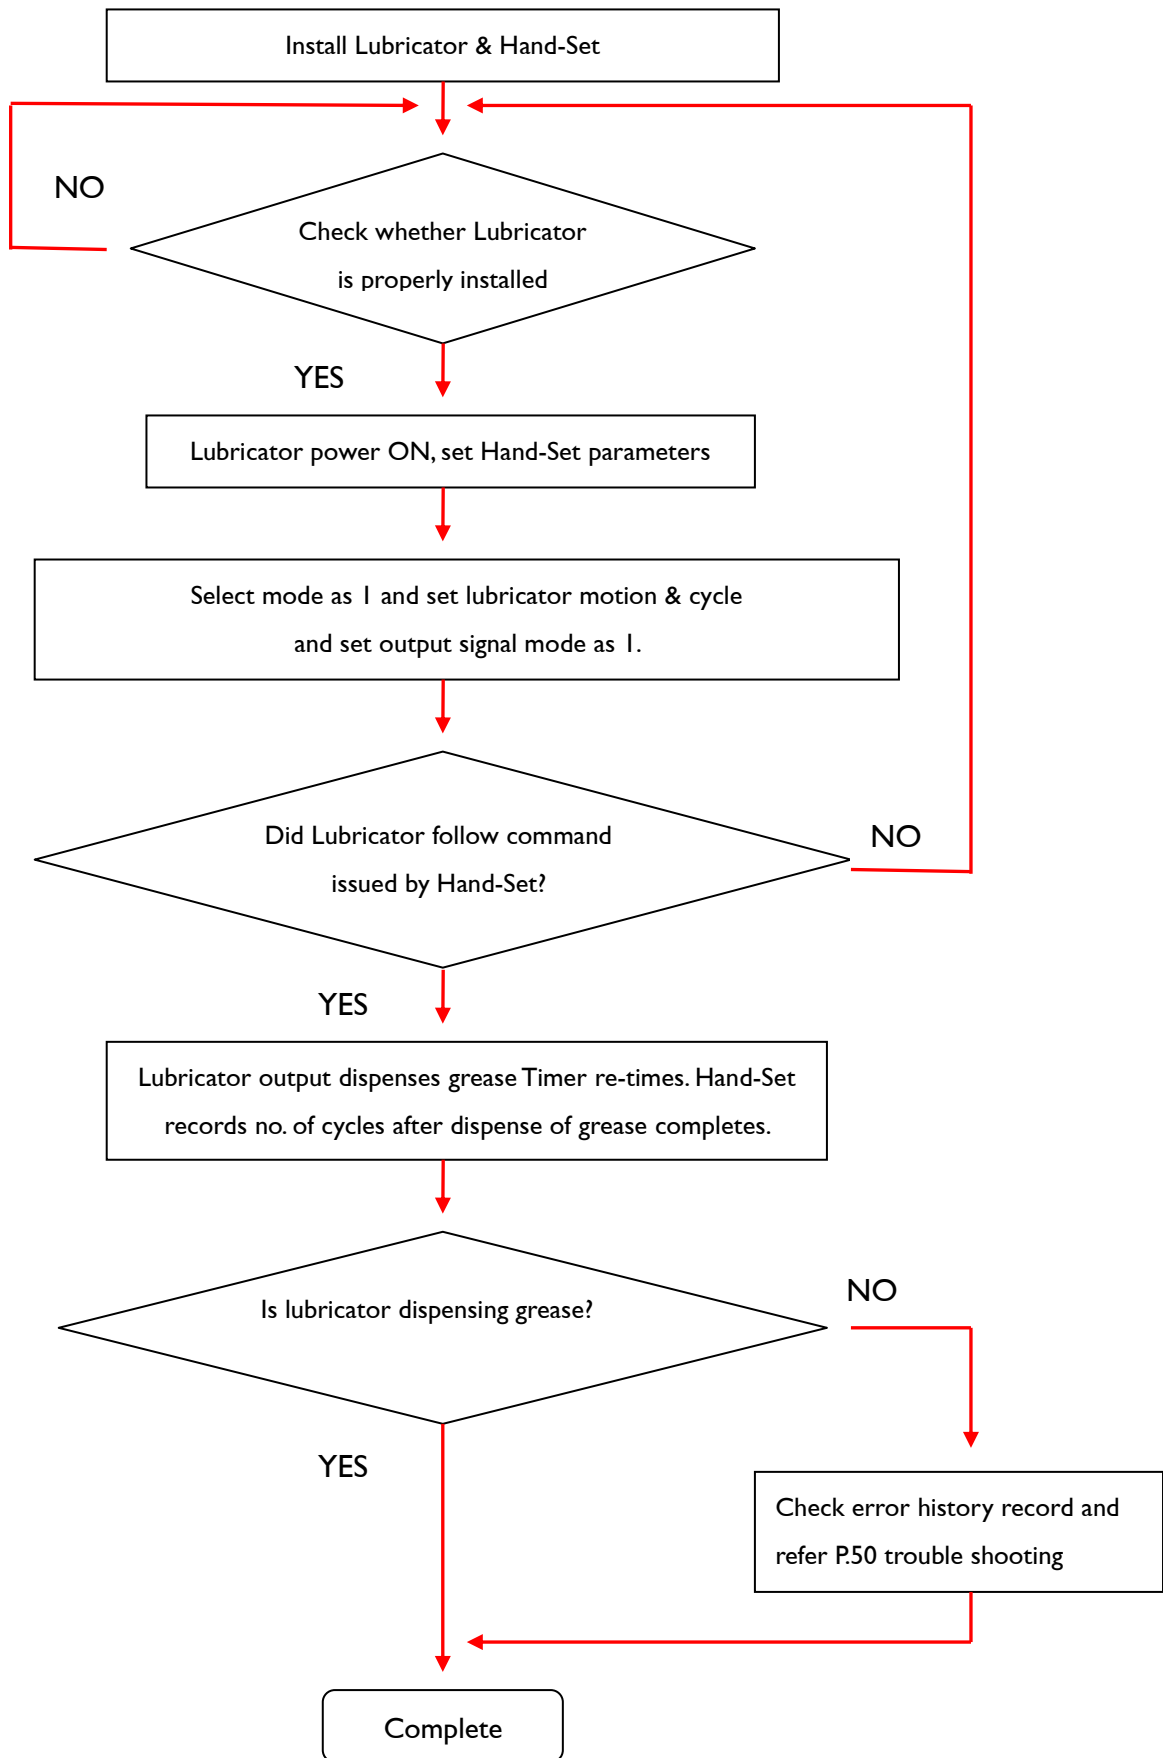 Install Lubricator & Hand-Set
NO
Check whether Lubricator
is properly installed
YES
Lubricator power ON, set Hand-Set parameters
Select mode as 1 and set lubricator motion & cycle
and set output signal mode as 1.
Did Lubricator follow command
issued by Hand-Set?
NO
YES
Lubricator output dispenses grease Timer re-times. Hand-Set
records no. of cycles after dispense of grease completes.
Is lubricator dispensing grease?
NO
YES
Check error history record and
refer P.50 trouble shooting
Complete